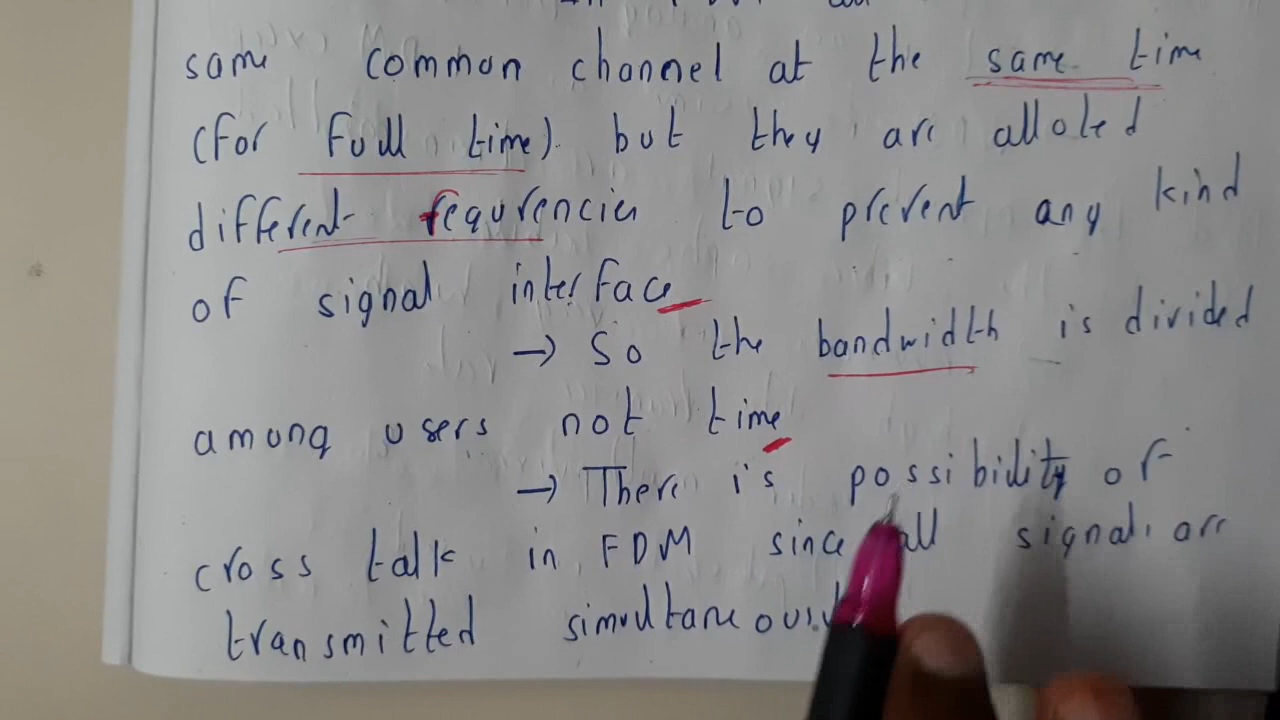 same common channel at the same time
(for full time). but they are alloted
different fequrencies to prevent any kind
of signal interface
→ So the bandwidth is divided
among users not time
→ There is possibility of
cross talk in FDM since all signal are
transmitted simultaneously